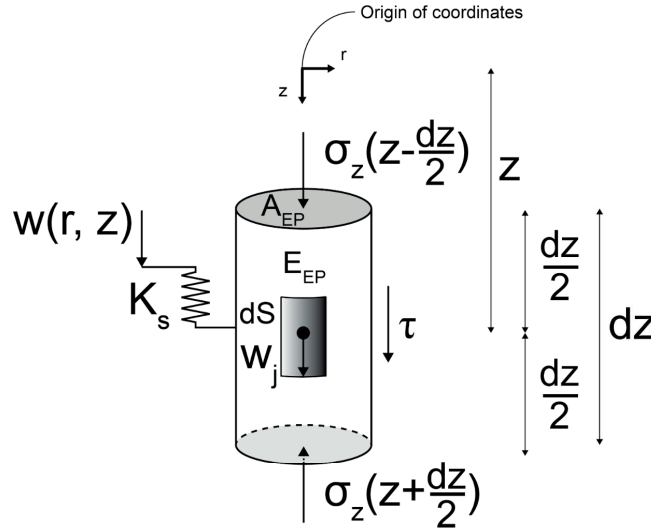 Origin of coordinates
r
z
σz(z-dz/2)
z
AEP
w(r, z)
EEP
dz/2
Ks
dS
τ
dz
wj
dz/2
σz(z+dz/2)